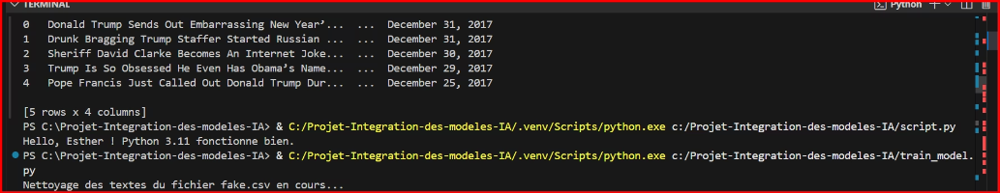 TERMINAL
Python
0 Donald Trump Sends Out Embarrassing New Year’... ... December 31, 2017
1 Drunk Bragging Trump Staffer Started Russian ... ... December 31, 2017
2 Sheriff David Clarke Becomes An Internet Joke... ... December 30, 2017
3 Trump Is So Obsessed He Even Has Obama’s Name... ... December 29, 2017
4 Pope Francis Just Called Out Donald Trump Dur... ... December 25, 2017
[5 rows x 4 columns]
PS C:\Projet-Integration-des-modeles-IA> & C:/Projet-Integration-des-modeles-IA/.venv/Scripts/python.exe c:/Projet-Integration-des-modeles-IA/script.py
Hello, Esther ! Python 3.11 fonctionne bien.
PS C:\Projet-Integration-des-modeles-IA> & C:/Projet-Integration-des-modeles-IA/.venv/Scripts/python.exe c:/Projet-Integration-des-modeles-IA/train_model.
py
Nettoyage des textes du fichier fake.csv en cours...